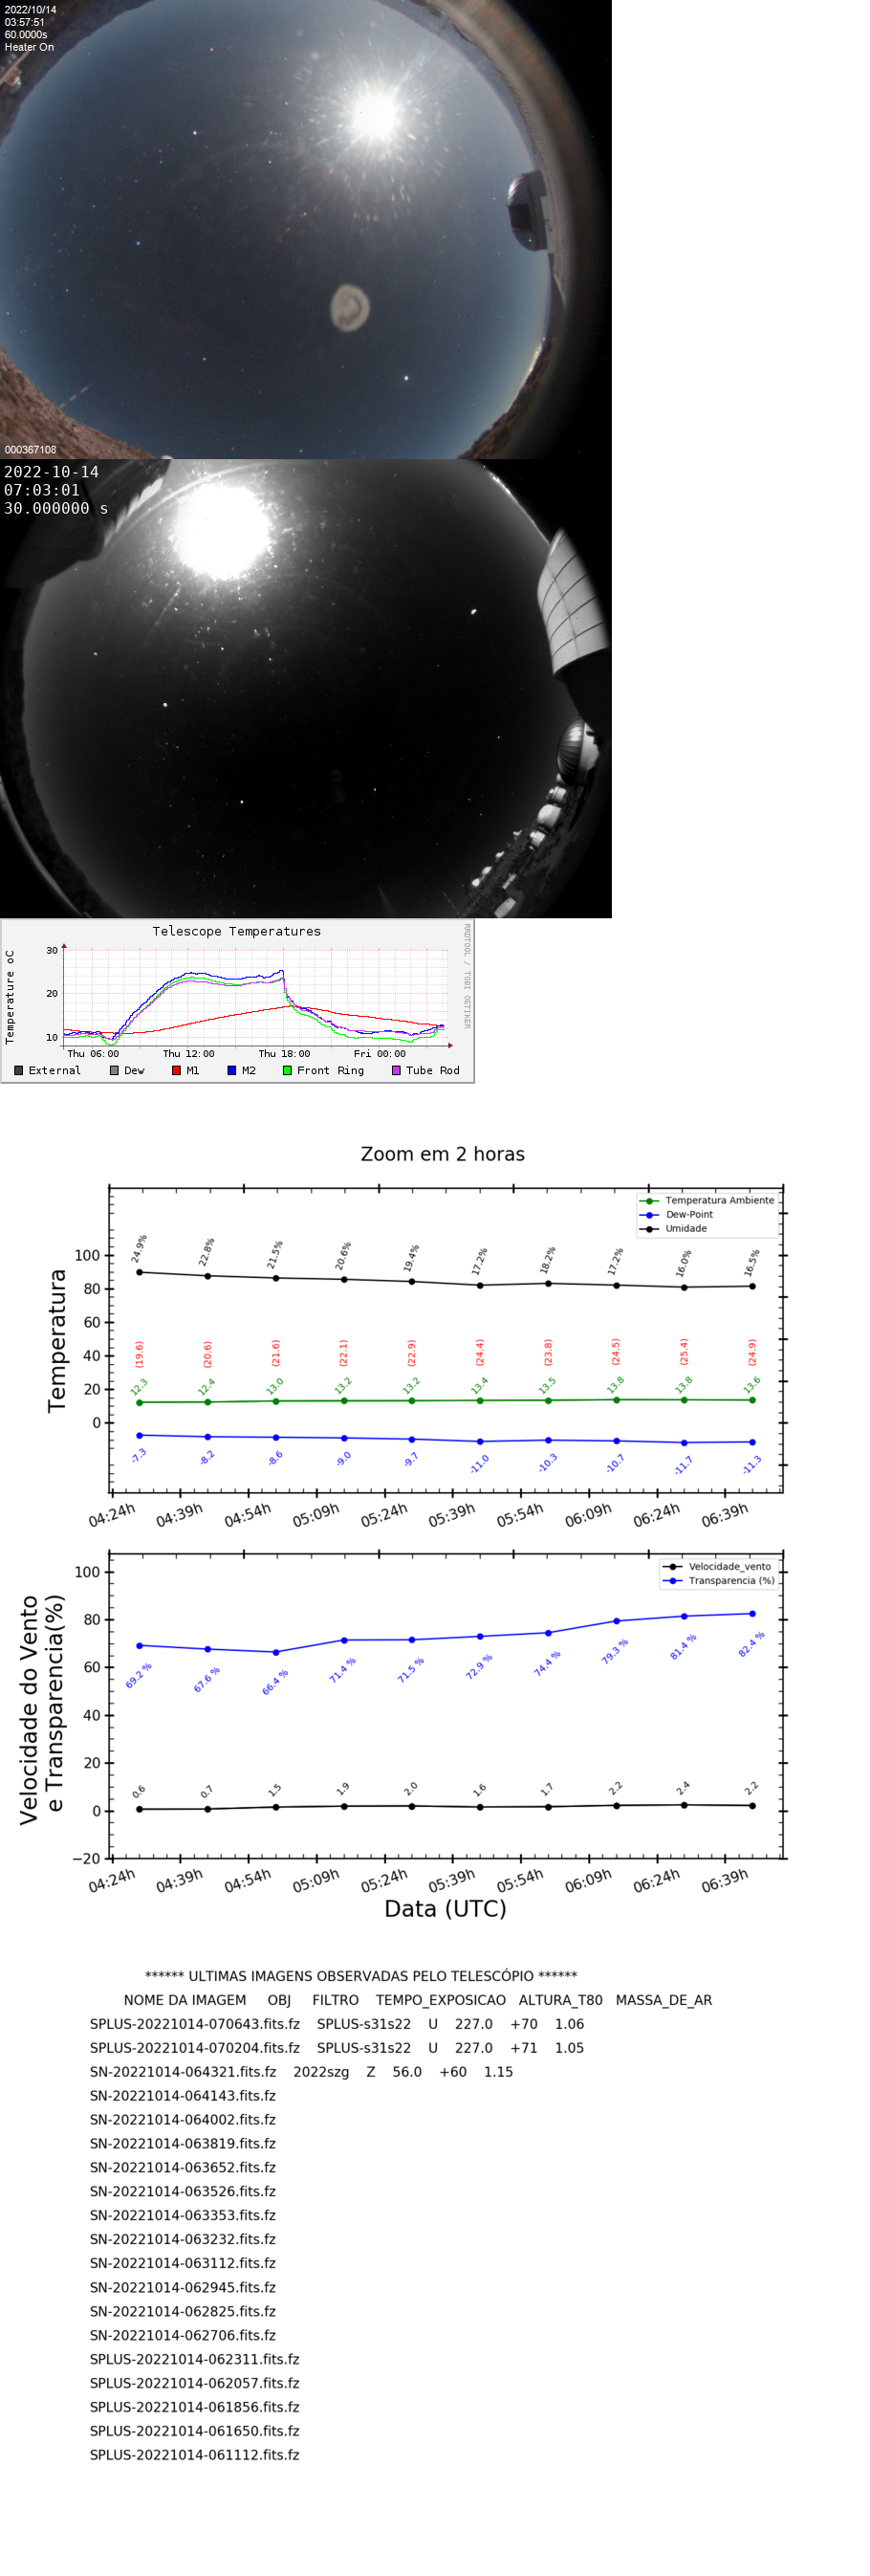 2022/10/14
03:57:51
60.0000s
Heater On
000367108
2022-10-14
07:03:01
30.000000 s
Telescope Temperatures
RRDTOOL / TOBI OETIKER
Temperature oC
30
20
10
Thu 06:00 Thu 12:00 Thu 18:00 Fri 00:00
External Dew M1 M2 Front Ring Tube Rod
Zoom em 2 horas
Temperatura Ambiente
Dew-Point
Umidade
Temperatura
100
80
60
40
20
0
24.9% 22.8% 21.5% 20.6% 19.4% 17.2% 18.2% 17.2% 16.0% 16.5%
(19.6) (20.6) (21.6) (22.1) (22.9) (24.4) (23.8) (24.5) (25.4) (24.9)
12.3 12.4 13.0 13.2 13.2 13.4 13.5 13.8 13.8 13.6
-7.3 -8.2 -8.6 -9.0 -9.7 -11.0 -10.3 -10.7 -11.7 -11.3
04:24h 04:39h 04:54h 05:09h 05:24h 05:39h 05:54h 06:09h 06:24h 06:39h
Velocidade_vento
Transparencia (%)
Velocidade do Vento
e Transparencia(%)
100
80
60
40
20
0
−20
69.2 % 67.6 % 66.4 % 71.4 % 71.5 % 72.9 % 74.4 % 79.3 % 81.4 % 82.4 %
0.6 0.7 1.5 1.9 2.0 1.6 1.7 2.2 2.4 2.2
04:24h 04:39h 04:54h 05:09h 05:24h 05:39h 05:54h 06:09h 06:24h 06:39h
Data (UTC)
****** ULTIMAS IMAGENS OBSERVADAS PELO TELESCÓPIO ******
NOME DA IMAGEM OBJ FILTRO TEMPO_EXPOSICAO ALTURA_T80 MASSA_DE_AR
SPLUS-20221014-070643.fits.fz SPLUS-s31s22 U 227.0 +70 1.06
SPLUS-20221014-070204.fits.fz SPLUS-s31s22 U 227.0 +71 1.05
SN-20221014-064321.fits.fz 2022szg Z 56.0 +60 1.15
SN-20221014-064143.fits.fz
SN-20221014-064002.fits.fz
SN-20221014-063819.fits.fz
SN-20221014-063652.fits.fz
SN-20221014-063526.fits.fz
SN-20221014-063353.fits.fz
SN-20221014-063232.fits.fz
SN-20221014-063112.fits.fz
SN-20221014-062945.fits.fz
SN-20221014-062825.fits.fz
SN-20221014-062706.fits.fz
SPLUS-20221014-062311.fits.fz
SPLUS-20221014-062057.fits.fz
SPLUS-20221014-061856.fits.fz
SPLUS-20221014-061650.fits.fz
SPLUS-20221014-061112.fits.fz